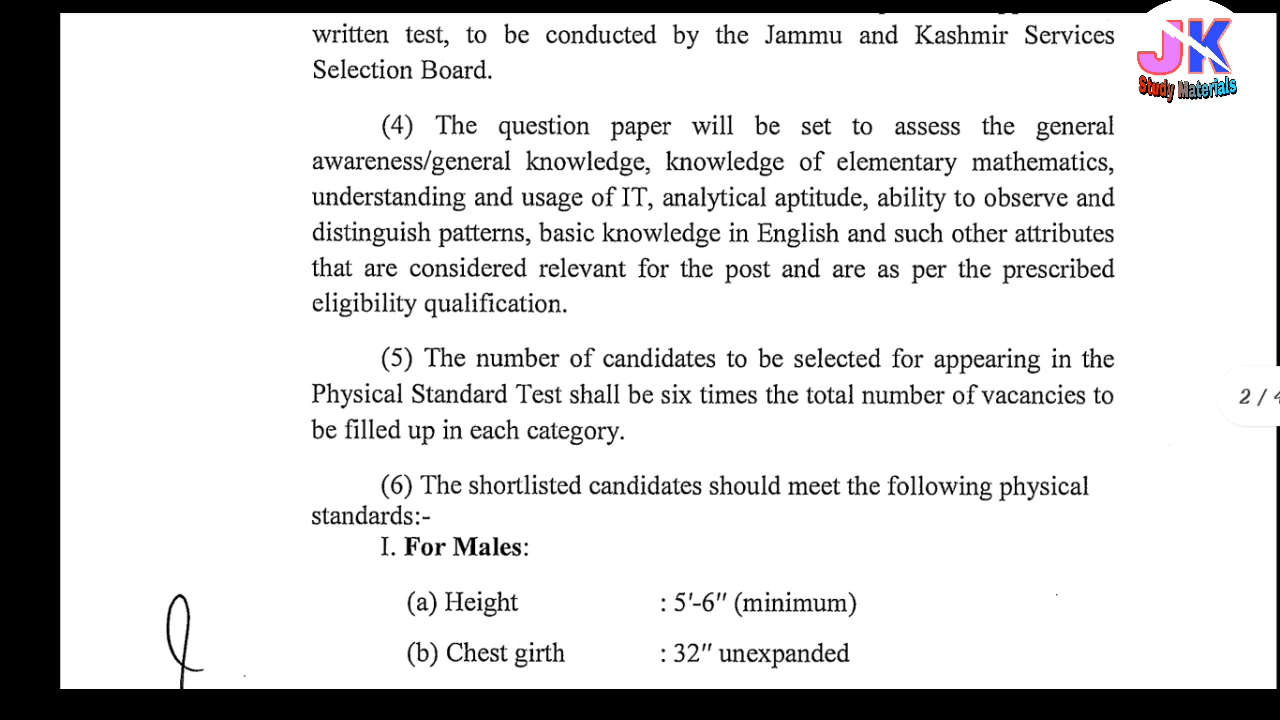 written test, to be conducted by the Jammu and Kashmir Services
Selection Board.
(4) The question paper will be set to assess the general
awareness/general knowledge, knowledge of elementary mathematics,
understanding and usage of IT, analytical aptitude, ability to observe and
distinguish patterns, basic knowledge in English and such other attributes
that are considered relevant for the post and are as per the prescribed
eligibility qualification.
(5) The number of candidates to be selected for appearing in the
Physical Standard Test shall be six times the total number of vacancies to
be filled up in each category.
(6) The shortlisted candidates should meet the following physical
standards:-
I. For Males:
(a) Height : 5'-6" (minimum)
(b) Chest girth : 32" unexpanded
JK
Study Materials
2 / 4